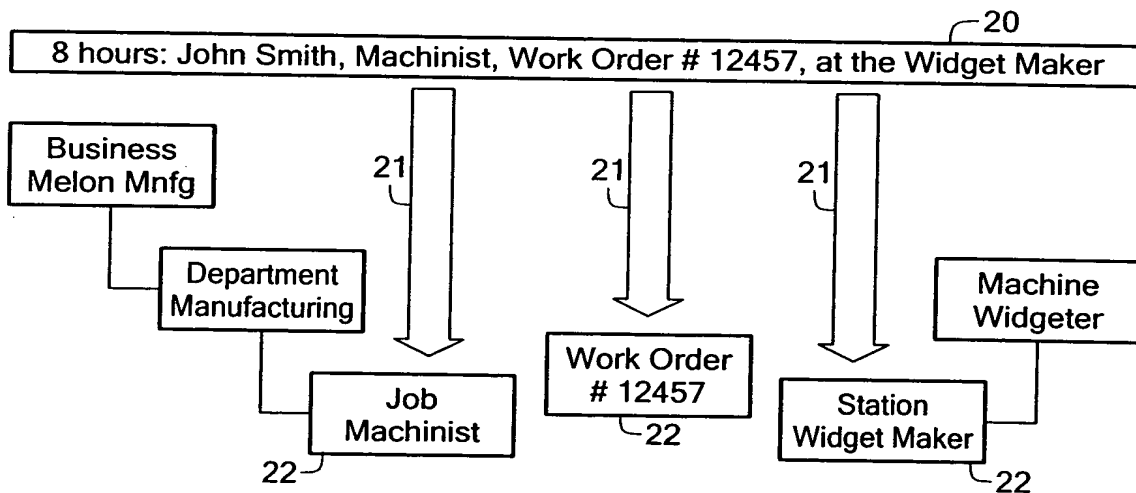 20
8 hours: John Smith, Machinist, Work Order # 12457, at the Widget Maker
Business
Melon Mnfg
21
21
21
Department
Manufacturing
Machine
Widgeter
Work Order
# 12457
Job
Machinist
Station
Widget Maker
22
22
22